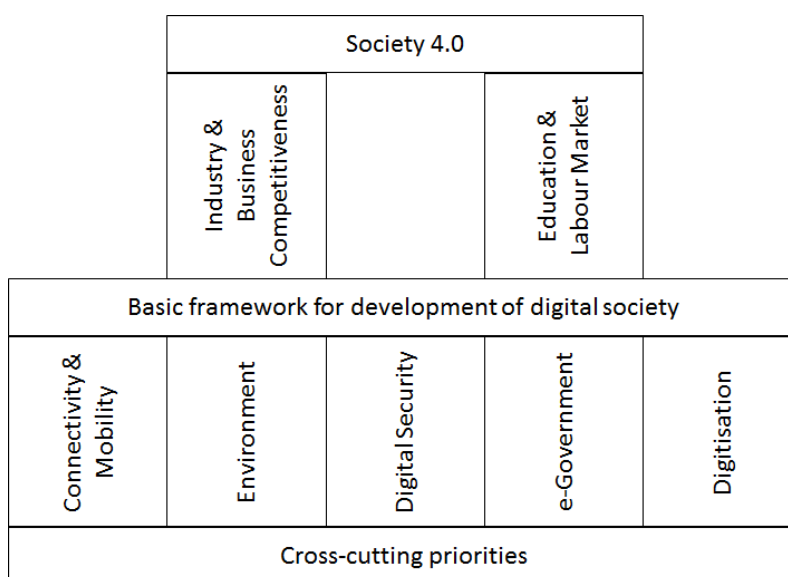 Society 4.0
Industry &
Business
Competitiveness
Education &
Labour Market
Basic framework for development of digital society
Connectivity &
Mobility
Environment
Digital Security
e-Government
Digitisation
Cross-cutting priorities